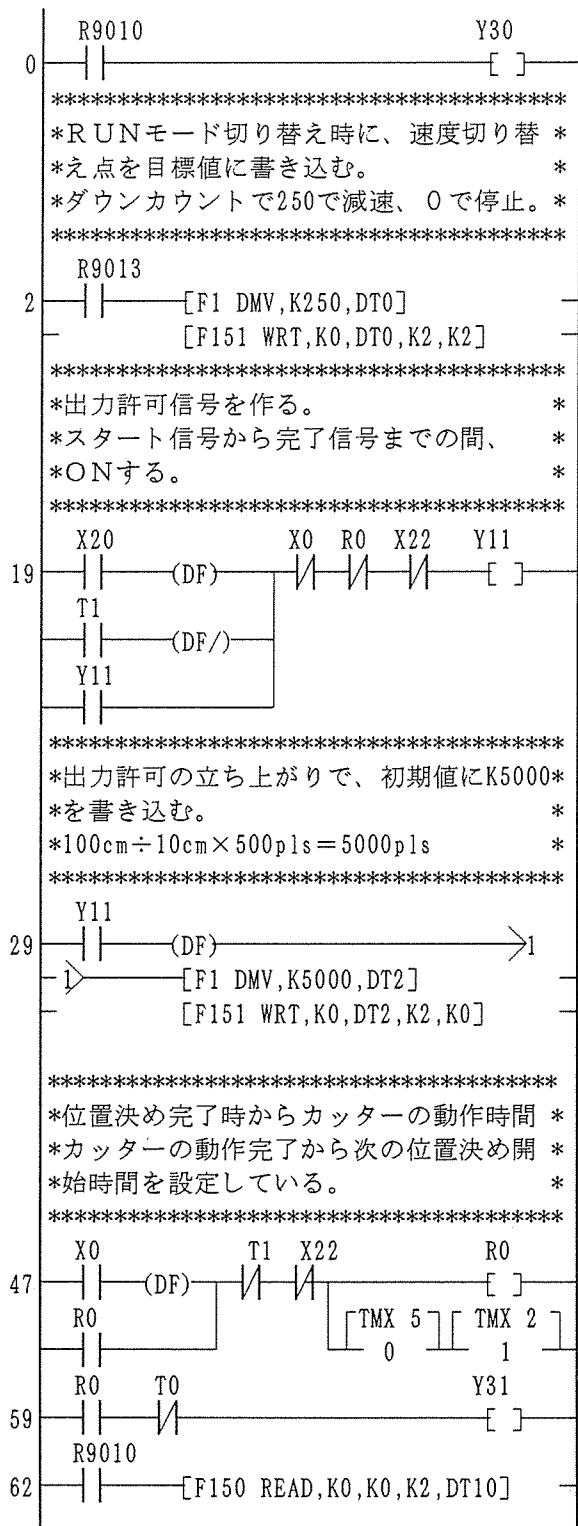 R9010 Y30
0 [ ]
***************************************
*RUNモード切り替え時に、速度切り替 *
*え点を目標値に書き込む。 *
*ダウンカウントで250で減速、0で停止。*
***************************************
R9013
2 [F1 DMV,K250,DT0]
[F151 WRT,K0,DT0,K2,K2]
***************************************
*出力許可信号を作る。 *
*スタート信号から完了信号までの間、 *
*ONする。 *
***************************************
X20 X0 R0 X22 Y11
19 (DF) [ ]
T1
(DF/)
Y11
***************************************
*出力許可の立ち上がりで、初期値にK5000*
*を書き込む。 *
*100cm÷10cm×500pls=5000pls *
***************************************
Y11
29 (DF) 1
1 [F1 DMV,K5000,DT2]
[F151 WRT,K0,DT2,K2,K0]
***************************************
*位置決め完了時からカッターの動作時間 *
*カッターの動作完了から次の位置決め開 *
*始時間を設定している。 *
***************************************
X0 T1 X22 R0
47 (DF) [ ]
R0 TMX 5 TMX 2
0 1
R0 T0 Y31
59 [ ]
R9010
62 [F150 READ,K0,K0,K2,DT10]